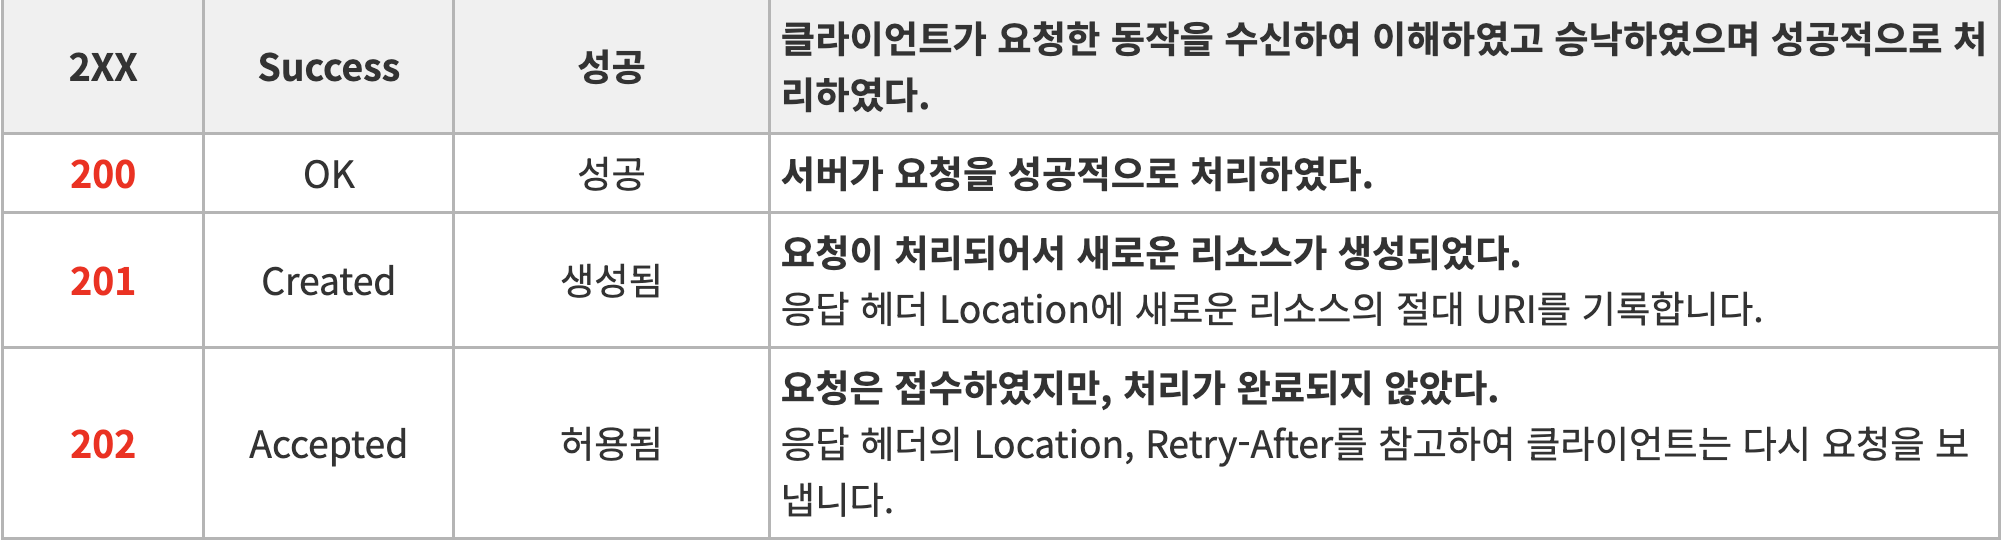 2XX Success 성공 클라이언트가 요청한 동작을 수신하여 이해하였고 승낙하였으며 성공적으로 처
리하였다.
200 OK 성공 서버가 요청을 성공적으로 처리하였다.
201 Created 생성됨 요청이 처리되어서 새로운 리소스가 생성되었다.
응답 헤더 Location에 새로운 리소스의 절대 URI를 기록합니다.
202 Accepted 허용됨 요청은 접수하였지만, 처리가 완료되지 않았다.
응답 헤더의 Location, Retry-After를 참고하여 클라이언트는 다시 요청을 보
냅니다.